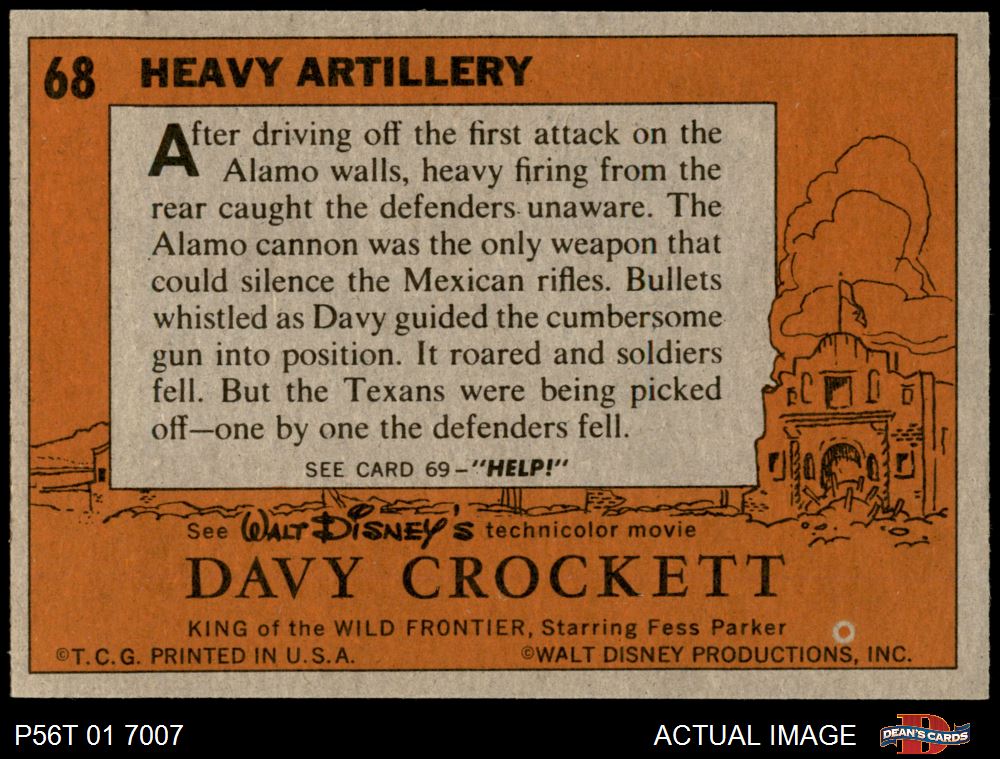 68 HEAVY ARTILLERY
After driving off the first attack on the
Alamo walls, heavy firing from the
rear caught the defenders unaware. The
Alamo cannon was the only weapon that
could silence the Mexican rifles. Bullets
whistled as Davy guided the cumbersome
gun into position. It roared and soldiers
fell. But the Texans were being picked
off—one by one the defenders fell.
SEE CARD 69–"HELP!"
See WALT DISNEY'S technicolor movie
DAVY CROCKETT
KING of the WILD FRONTIER, Starring Fess Parker
©T.C.G. PRINTED IN U.S.A. ©WALT DISNEY PRODUCTIONS, INC.
P56T 01 7007 ACTUAL IMAGE D DEAN'S CARDS